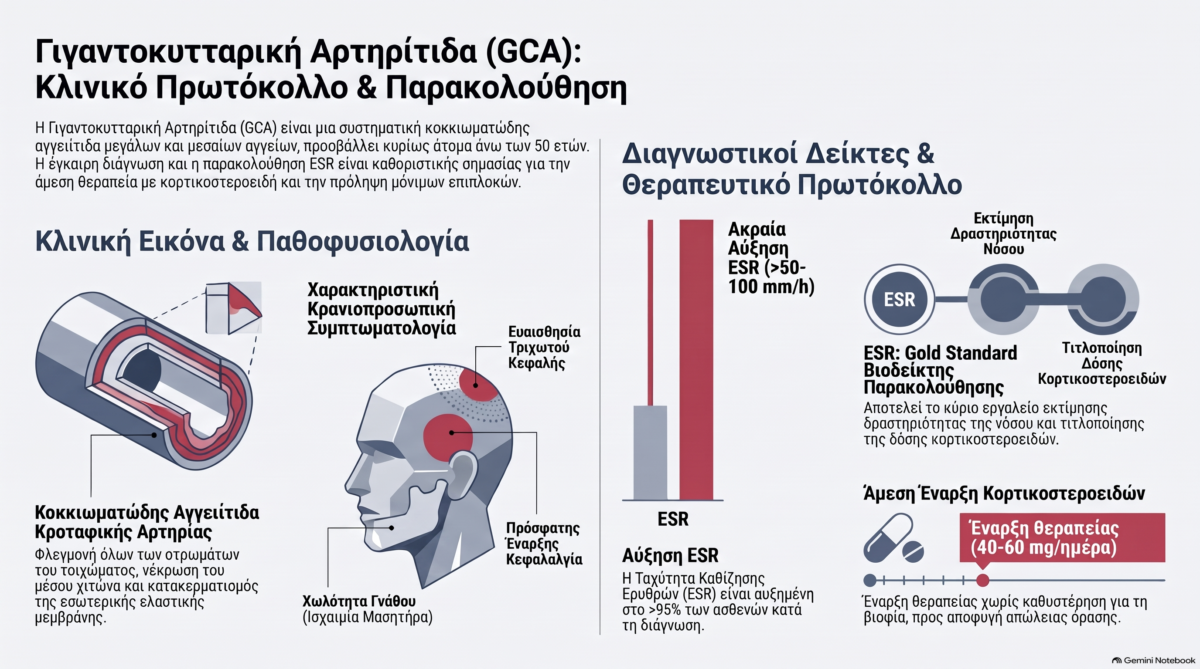 Γιγαντοκυτταρική Αρτηρίτιδα (GCA):
Κλινικό Πρωτόκολλο & Παρακολούθηση
Η Γιγαντοκυτταρική Αρτηρίτιδα (GCA) είναι μια συστηματική κοκκιωματώδης
αγγειίτιδα μεγάλων και μεσαίων αγγείων, προοβάλλει κυρίως άτομα άνω των 50 ετών.
Η έγκαιρη διάγνωση και η παρακολούθηση ESR είναι καθοριστικής σημασίας για την
άμεση θεραπεία με κορτικοστεροειδή και την πρόληψη μόνιμων επιπλοκών.
Κλινική Εικόνα & Παθοφυσιολογία
Χαρακτηριστική
Κρανιοπροσωπική
Συμπτωματολογία
Ευαισθησία
Τριχωτού
Κεφαλής
Κοκκιωματώδης Αγγειίτιδα
Κροταφικής Αρτηρίας
Φλεγμονή όλων των οτρωμάτων
του τοιχώματος, νέκρωση του
μέσου χιτώνα και κατακερματιομός
της εσωτερικής ελαστικής
μεμβράνης.
Πρόσφατης
Έναρξης
Κεφαλαλγία
Χωλότητα Γνάθου
(Ισχαιμία Μασητήρα)
Διαγνωστικοί Δείκτες &
Θεραπευτικό Πρωτόκολλο
Ακραία
Αύξηση
ESR (>50-
100 mm/h)
ESR
Αύξηση ESR
Η Ταχύτητα Καθίζησης
Ερυθρών (ESR) είναι αυξημένη
στο >95% των ασθενών κατά
τη διάγνωση.
Εκτίμηση
Δραστηριότητας
Νόσου
ESR
Τιτλοποίηση
Δόσης
Κορτικοστεροειδών
ESR: Gold Standard
Βιοδείκτης
Παρακολούθησης
Αποτελεί το κύριο εργαλείο εκτίμησης
δραστηριότητας της νόσου και τιτλοποίησης
της δόσης κορτικοστεροειδών.
Άμεση Έναρξη Κορτικοστεροειδών
Έναρξη θεραπείας
(40-60 mg/ημέρα)
Έναρξη θεραπείας χωρίς καθυστέρηση για τη
βιοφία, προς αποφυγή απώλειας όρασης.
Gemini Notebook